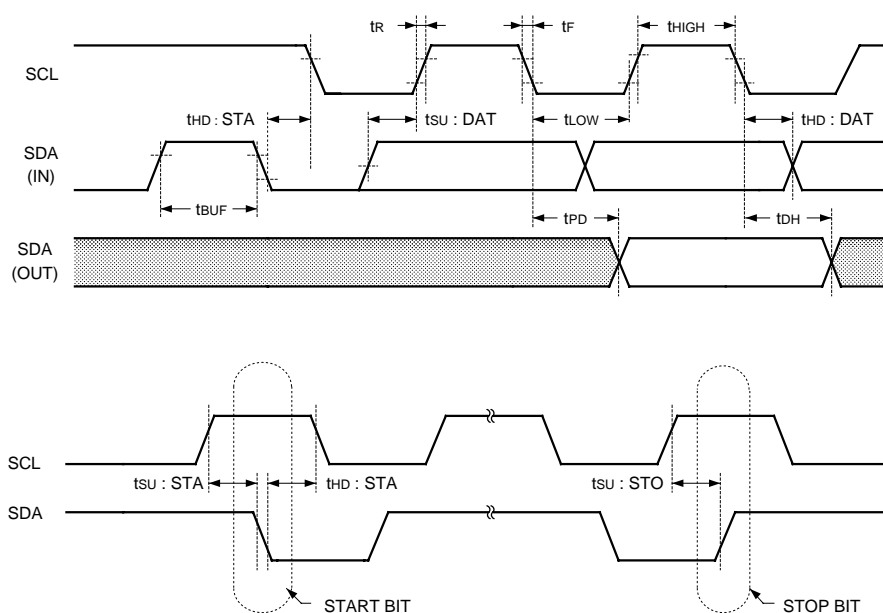 tR tF tHIGH
SCL
tHD : STA tSU : DAT tLOW tHD : DAT
SDA
(IN)
tBUF tPD tDH
SDA
(OUT)
SCL
tSU : STA tHD : STA tSU : STO
SDA
START BIT STOP BIT